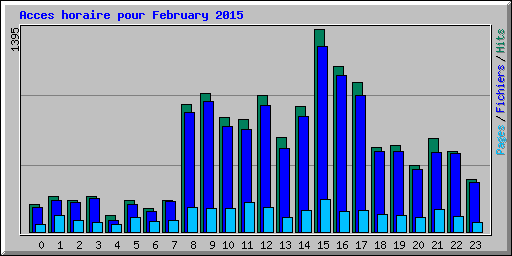 Acces horaire pour February 2015
1395
Pages / Fichiers / Hits
0 1 2 3 4 5 6 7 8 9 10 11 12 13 14 15 16 17 18 19 20 21 22 23